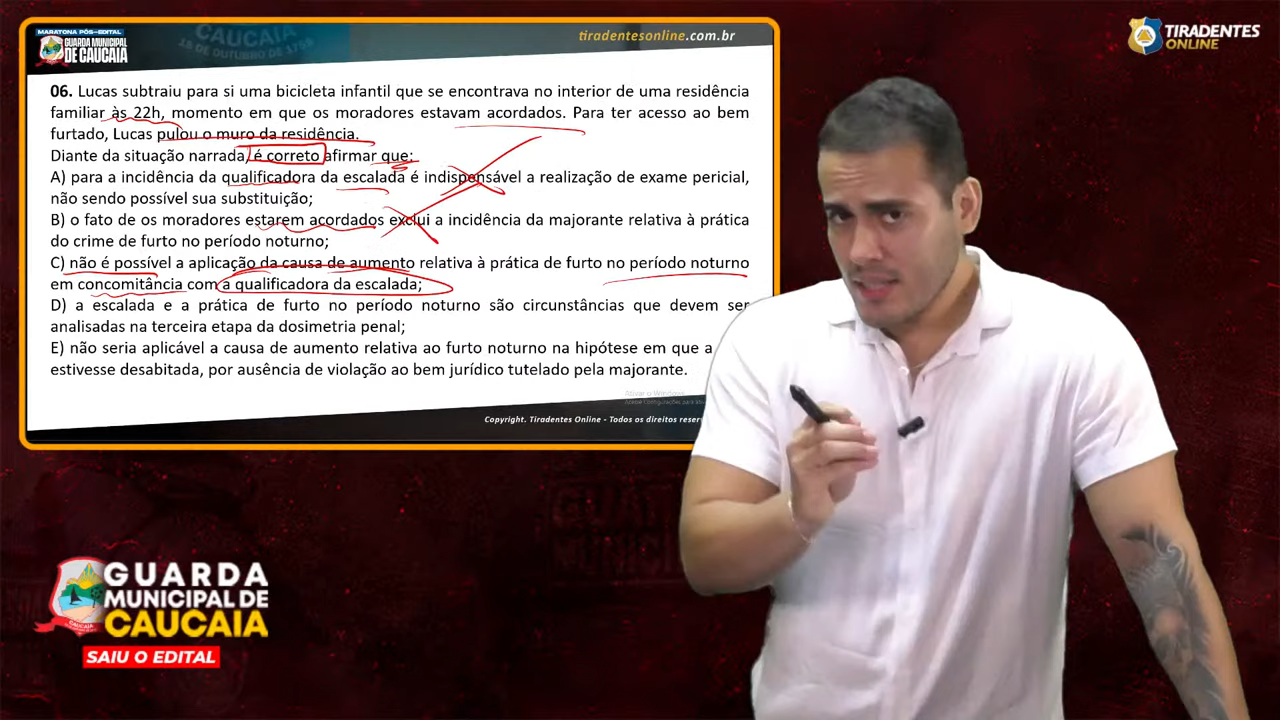 MARATONA PÓS-EDITAL
GUARDA MUNICIPAL
DE CAUCAIA
CAUCAIA
15 DE OUTUBRO DE 1759
tiradentesonline.com.br
TIRADENTES
ONLINE
06. Lucas subtraiu para si uma bicicleta infantil que se encontrava no interior de uma residência
familiar às 22h, momento em que os moradores estavam acordados. Para ter acesso ao bem
furtado, Lucas pulou o muro da residência.
Diante da situação narrada, é correto afirmar que:
A) para a incidência da qualificadora da escalada é indispensável a realização de exame pericial,
não sendo possível sua substituição;
B) o fato de os moradores estarem acordados exclui a incidência da majorante relativa à prática
do crime de furto no período noturno;
C) não é possível a aplicação da causa de aumento relativa à prática de furto no período noturno
em concomitância com a qualificadora da escalada;
D) a escalada e a prática de furto no período noturno são circunstâncias que devem ser
analisadas na terceira etapa da dosimetria penal;
E) não seria aplicável a causa de aumento relativa ao furto noturno na hipótese em que a
estivesse desabitada, por ausência de violação ao bem jurídico tutelado pela majorante.
Copyright. Tiradentes Online - Todos os direitos reser
GUARDA
MUNICIPAL DE
CAUCAIA
SAIU O EDITAL